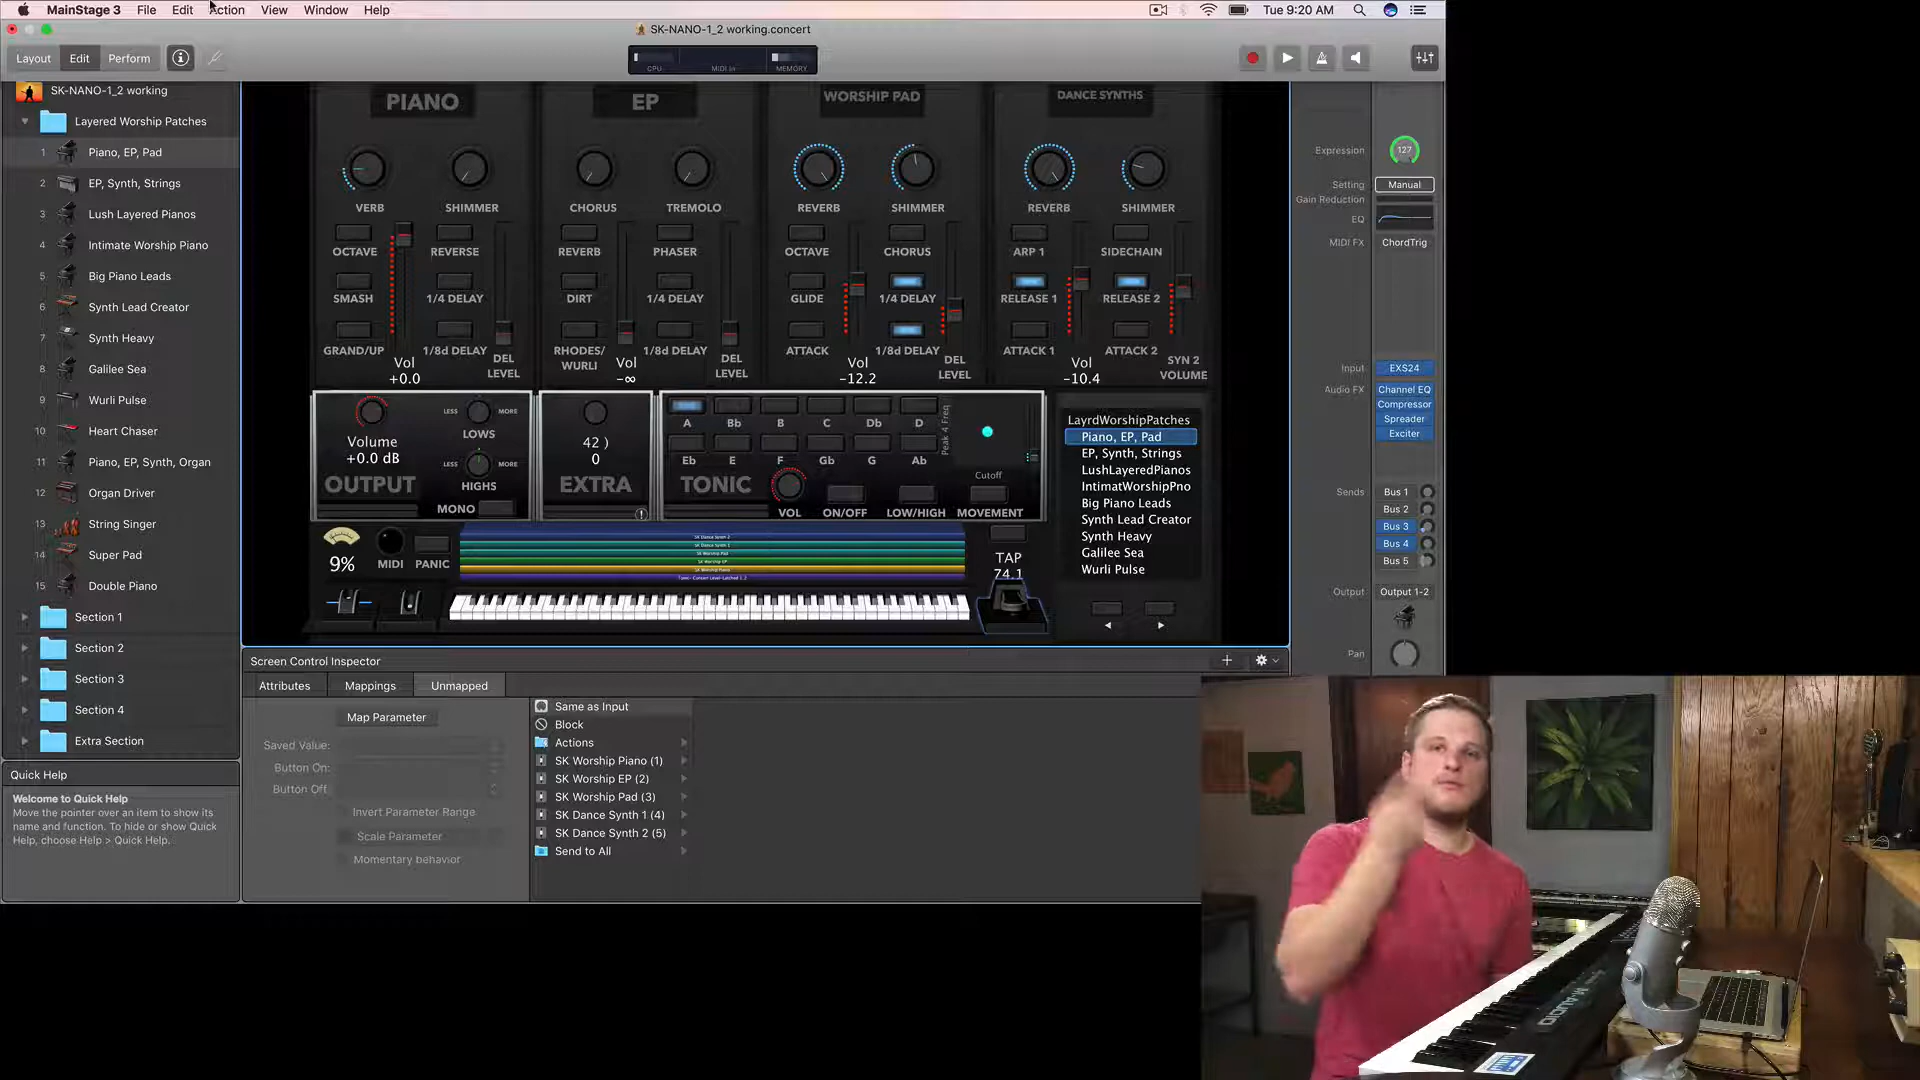 MainStage 3 File Edit Action View Window Help Tue 9:20 AM
SK-NANO-1_2 working.concert
Layout Edit Perform
CPU MIDI In MEMORY
SK-NANO-1_2 working
Layered Worship Patches
1 Piano, EP, Pad
2 EP, Synth, Strings
3 Lush Layered Pianos
4 Intimate Worship Piano
5 Big Piano Leads
6 Synth Lead Creator
7 Synth Heavy
8 Galilee Sea
9 Wurli Pulse
10 Heart Chaser
11 Piano, EP, Synth, Organ
12 Organ Driver
13 String Singer
14 Super Pad
15 Double Piano
Section 1
Section 2
Section 3
Section 4
Extra Section
Quick Help
Welcome to Quick Help
Move the pointer over an item to show its
name and function. To hide or show Quick
Help, choose Help > Quick Help.
PIANO EP WORSHIP PAD DANCE SYNTHS
VERB SHIMMER CHORUS TREMOLO REVERB SHIMMER REVERB SHIMMER
OCTAVE REVERSE REVERB PHASER OCTAVE CHORUS ARP 1 SIDECHAIN
SMASH 1/4 DELAY DIRT 1/4 DELAY GLIDE 1/4 DELAY RELEASE 1 RELEASE 2
GRAND/UP 1/8d DELAY RHODES/ 1/8d DELAY ATTACK 1/8d DELAY ATTACK 1 ATTACK 2
WURLI
Vol DEL Vol DEL Vol DEL Vol SYN 2
+0.0 LEVEL -∞ LEVEL -12.2 LEVEL -10.4 VOLUME
Volume
+0.0 dB
OUTPUT
LESS MORE
LOWS
LESS MORE
HIGHS
MONO
42 )
0
EXTRA
A Bb B C Db D
Eb E F Gb G Ab
TONIC
VOL ON/OFF LOW/HIGH MOVEMENT
Peak 4 Freq
Cutoff
LayrdWorshipPatches
Piano, EP, Pad
EP, Synth, Strings
LushLayeredPianos
IntimatWorshipPno
Big Piano Leads
Synth Lead Creator
Synth Heavy
Galilee Sea
Wurli Pulse
9% MIDI PANIC
SK Dance Synth 2
SK Dance Synth 1
SK Worship Pad
SK Worship EP
SK Worship Piano
TAP
74.1
Screen Control Inspector
Attributes Mappings Unmapped
Map Parameter
Saved Value:
Button On:
Button Off:
Invert Parameter Range
Scale Parameter
Momentary behavior
Same as Input
Block
Actions
SK Worship Piano (1)
SK Worship EP (2)
SK Worship Pad (3)
SK Dance Synth 1 (4)
SK Dance Synth 2 (5)
Send to All
Expression 127
Setting Manual
Gain Reduction
EQ
MIDI FX ChordTrig
Input EXS24
Audio FX Channel EQ
Compressor
Spreader
Exciter
Sends Bus 1
Bus 2
Bus 3
Bus 4
Bus 5
Output Output 1-2
Pan
M-AUDIO